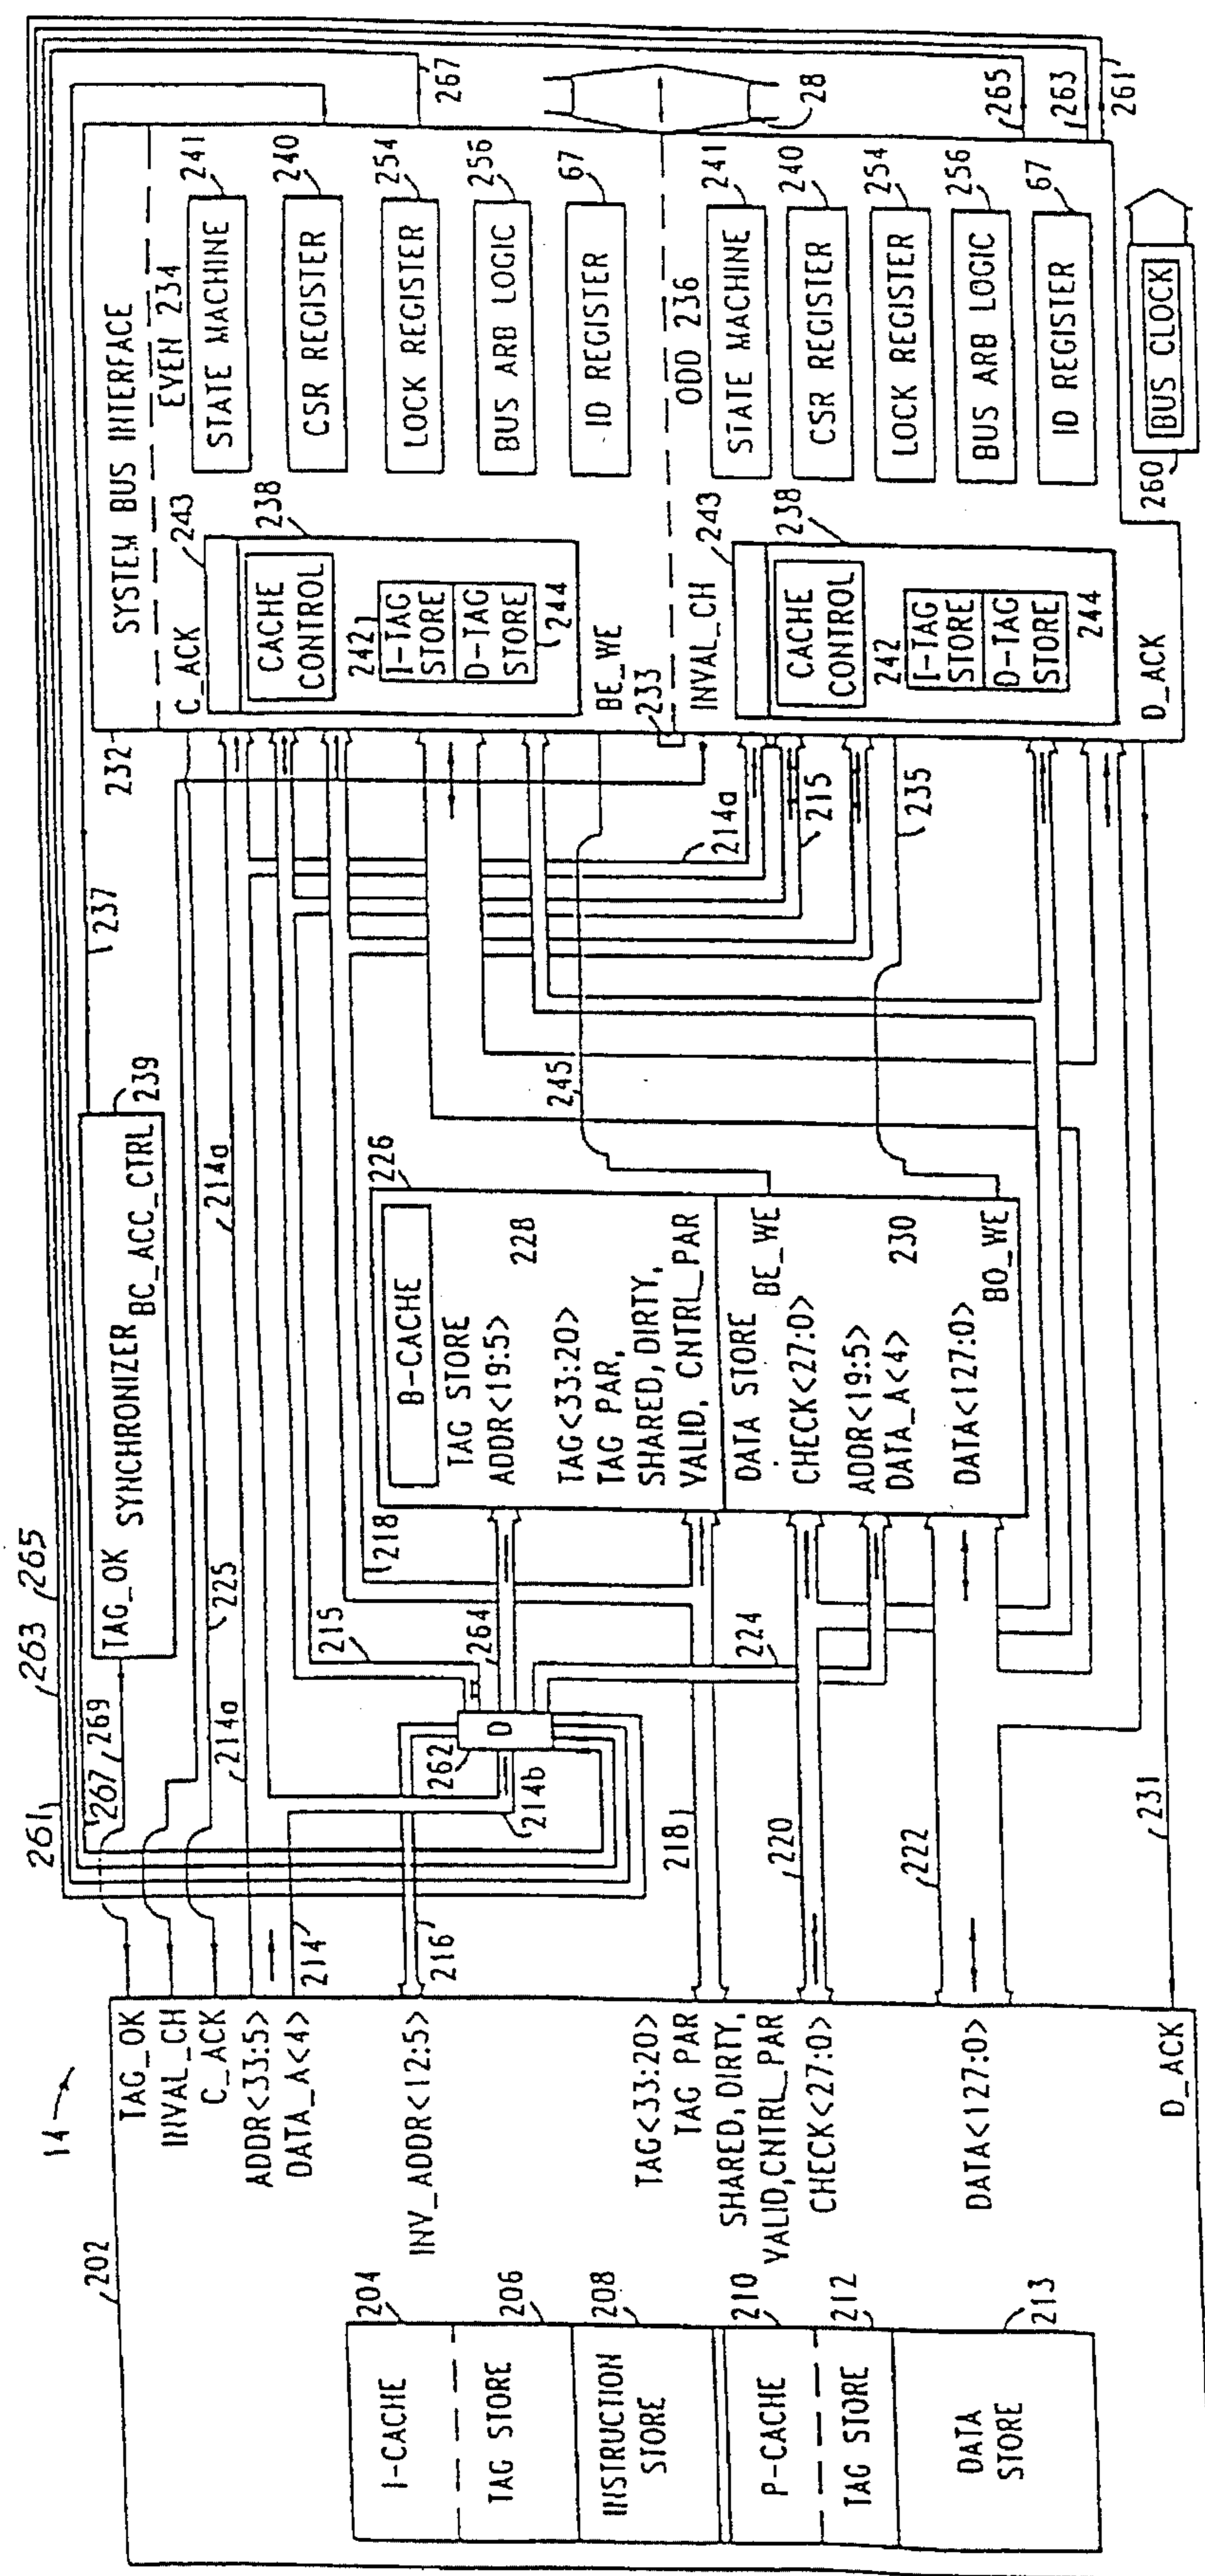 14
202
I-CACHE
204
TAG STORE
206
INSTRUCTION
STORE
208
P-CACHE
210
TAG STORE
212
DATA
STORE
213
TAG_OK
INVAL_CH
C_ACK
ADDR<33:5>
DATA_A<4>
INV_ADDR<12:5>
TAG<33:20>
TAG PAR
SHARED,DIRTY,
VALID,CNTRL_PAR
CHECK<27:0>
DATA<127:0>
D_ACK
214
216
218
220
222
231
261
263
265
267
269
214a
225
214b
262
D
264
215
224
218
TAG_OK
SYNCHRONIZER
BC_ACC_CTRL
239
237
214a
B-CACHE
226
TAG STORE
ADDR<19:5>
228
TAG<33:20>
TAG PAR,
SHARED,DIRTY,
VALID, CNTRL_PAR
DATA STORE
BE_WE
CHECK<27:0>
ADDR<19:5>
230
DATA_A<4>
DATA<127:0>
BO_WE
245
214a
215
235
232
SYSTEM BUS INTERFACE
EVEN 234
C_ACK
243
CACHE
CONTROL
238
242
I-TAG
STORE
D-TAG
STORE
244
BE_WE
233
STATE MACHINE
241
CSR REGISTER
240
LOCK REGISTER
254
BUS ARB LOGIC
256
ID REGISTER
67
ODD 236
INVAL_CH
243
CACHE
CONTROL
238
242
I-TAG
STORE
D-TAG
STORE
244
D_ACK
STATE MACHINE
241
CSR REGISTER
240
LOCK REGISTER
254
BUS ARB LOGIC
256
ID REGISTER
67
267
28
265
263
261
260
BUS CLOCK